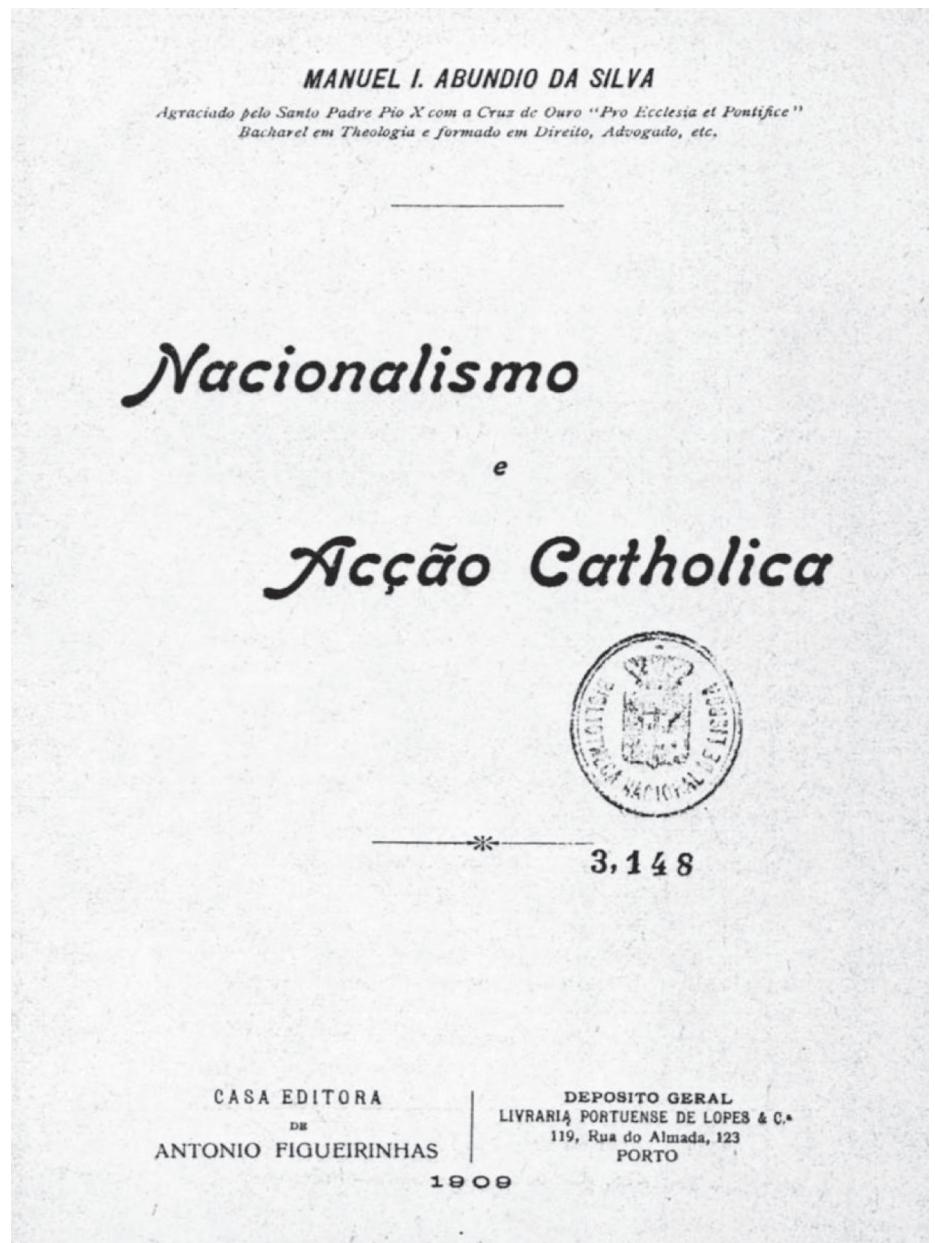 MANUEL I. ABUNDIO DA SILVA
Agraciado pelo Santo Padre Pio X com a Cruz de Ouro "Pro Ecclesia et Pontifice"
Bacharel em Theologia e formado em Direito, Advogado, etc.
Nacionalismo
e
Acção Catholica
BIBLIOTHECA NACIONAL DE LISBOA
3,148
CASA EDITORA
DE
ANTONIO FIGUEIRINHAS
DEPOSITO GERAL
LIVRARIA PORTUENSE DE LOPES & C.ª
119, Rua do Almada, 123
PORTO
1909